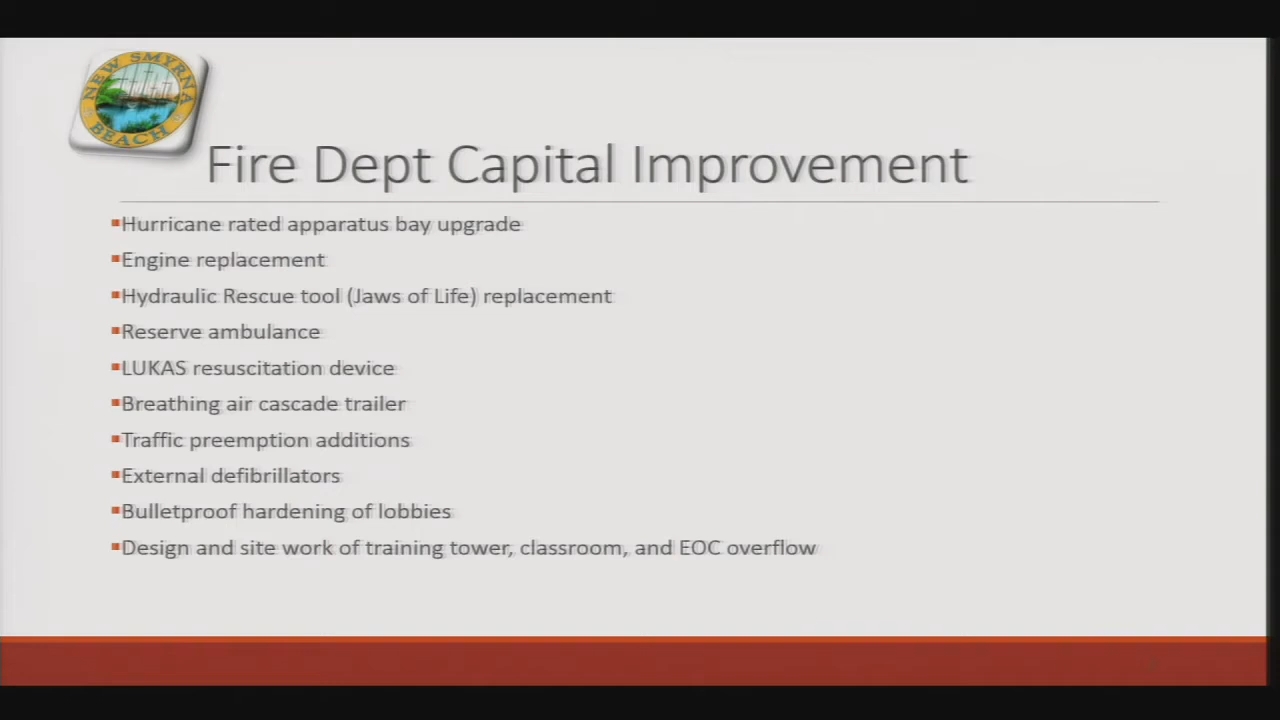 NEW SMYRNA
BEACH
Fire Dept Capital Improvement
▪Hurricane rated apparatus bay upgrade
▪Engine replacement
▪Hydraulic Rescue tool (Jaws of Life) replacement
▪Reserve ambulance
▪LUKAS resuscitation device
▪Breathing air cascade trailer
▪Traffic preemption additions
▪External defibrillators
▪Bulletproof hardening of lobbies
▪Design and site work of training tower, classroom, and EOC overflow